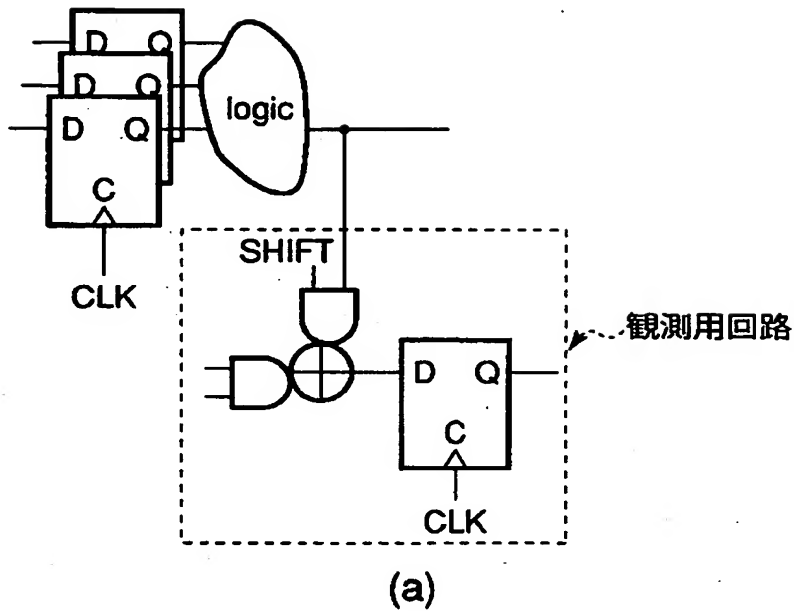 D Q
D Q
D Q
C
CLK
logic
SHIFT
観測用回路
D Q
C
CLK
(a)